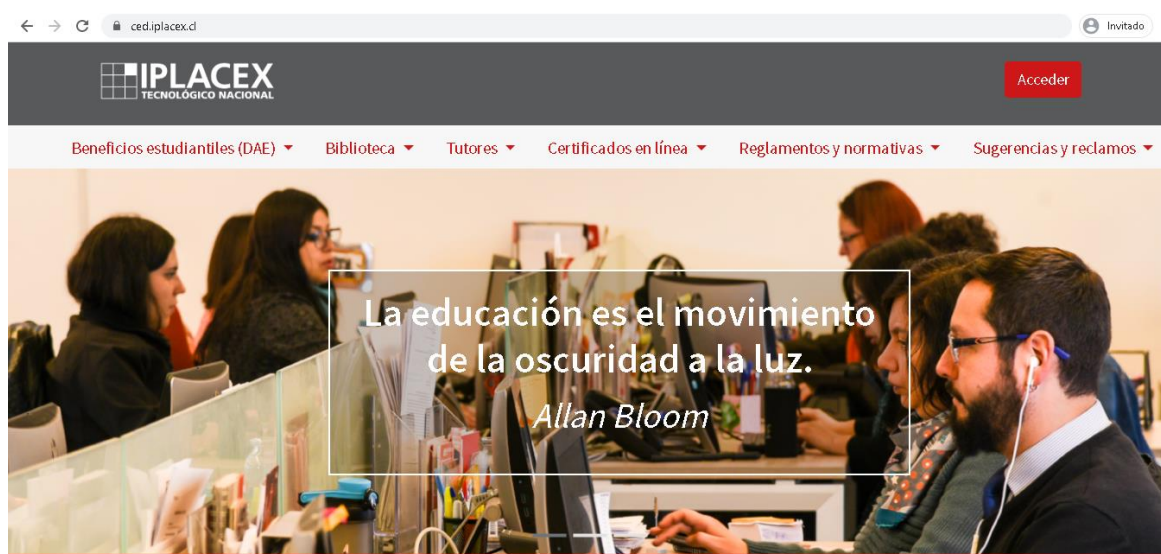 ced.iplacex.cl
Invitado
IPLACEX
TECNOLÓGICO NACIONAL
Acceder
Beneficios estudiantiles (DAE) Biblioteca Tutores Certificados en línea Reglamentos y normativas Sugerencias y reclamos
La educación es el movimiento
de la oscuridad a la luz.
Allan Bloom